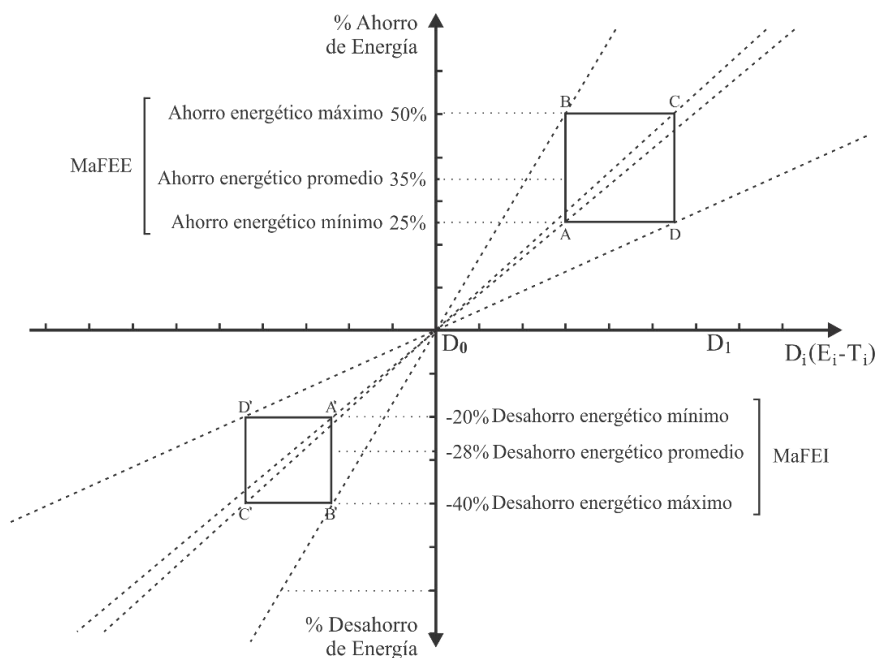 % Ahorro
de Energía
B
C
Ahorro energético máximo 50%
MaFEE
Ahorro energético promedio 35%
Ahorro energético mínimo 25%
A
D
D0
D1
Di(Ei-Ti)
D'
A'
-20% Desahorro energético mínimo
-28% Desahorro energético promedio
MaFEI
-40% Desahorro energético máximo
C'
B'
% Desahorro
de Energía